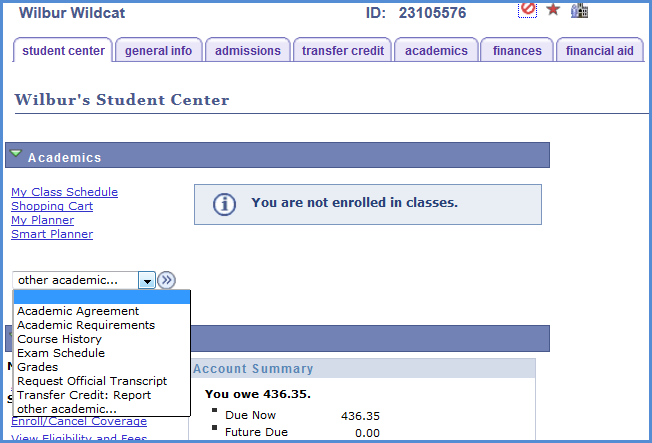 Wilbur Wildcat ID: 23105576
student center general info admissions transfer credit academics finances financial aid
Wilbur's Student Center
Academics
My Class Schedule
Shopping Cart
My Planner
Smart Planner
You are not enrolled in classes.
other academic...
Academic Agreement
Academic Requirements
Course History
Exam Schedule
Grades
Request Official Transcript
Transfer Credit: Report
other academic...
Enroll/Cancel Coverage
View Eligibility and Fees
Account Summary
You owe 436.35.
Due Now 436.35
Future Due 0.00